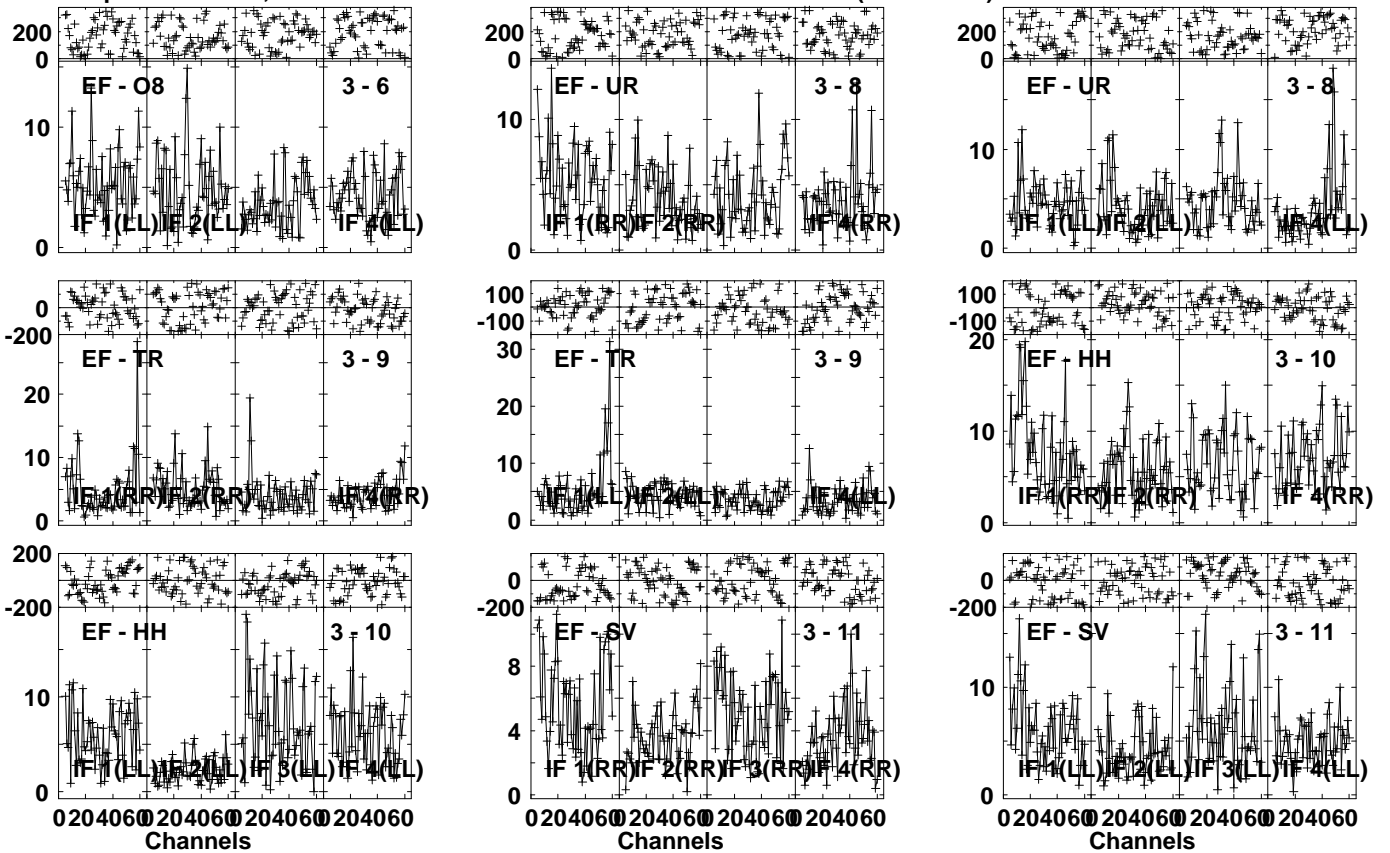 200 200 200
0 0 0
EF - O8 3 - 6 EF - UR 3 - 8 EF - UR 3 - 8
10 10 10
IF 1(LL) IF 2(LL) IF 4(LL) IF 1(RR) IF 2(RR) IF 4(RR) IF 1(LL) IF 2(LL) IF 4(LL)
0 0 0
0 100 100
-200 -100 -100
EF - TR 3 - 9 EF - TR 3 - 9 EF - HH 3 - 10
20 30 20
10 20 10
10
IF 1(RR) IF 2(RR) IF 4(RR) IF 1(LL) IF 2(LL) IF 4(LL) IF 1(RR) IF 2(RR) IF 4(RR)
0 0 0
200 200 200
0 0 0
-200 -200 -200
EF - HH 3 - 10 EF - SV 3 - 11 EF - SV 3 - 11
10 8 10
4
IF 1(LL) IF 2(LL) IF 3(LL) IF 4(LL) IF 1(RR) IF 2(RR) IF 3(RR) IF 4(RR) IF 1(LL) IF 2(LL) IF 3(LL) IF 4(LL)
0 0 0
0 20 40 60 0 20 40 60 0 20 40 60 0 20 40 60 0 20 40 60 0 20 40 60 0 20 40 60 0 20 40 60 0 20 40 60 0 20 40 60 0 20 40 60 0 20 40 60
Channels Channels Channels